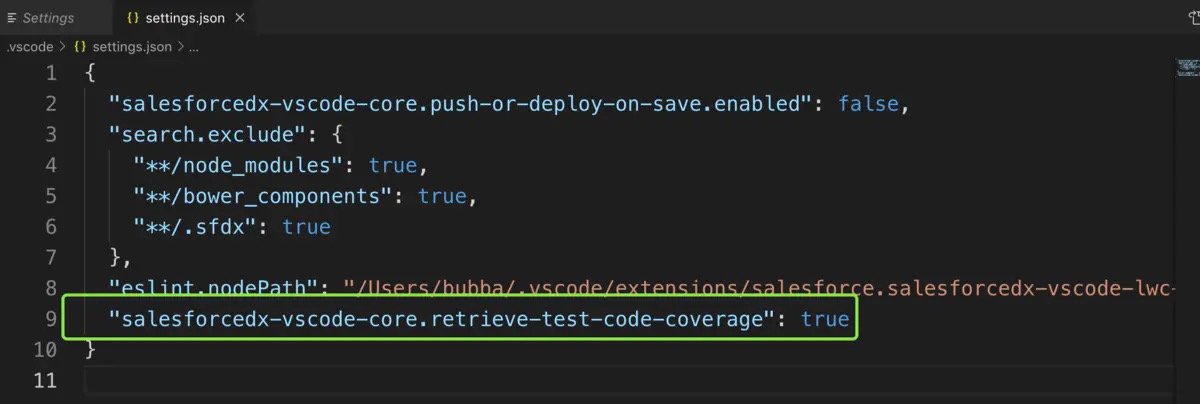 Settings
{} settings.json ×
.vscode > {} settings.json > ...
1 {
2 "salesforcedx-vscode-core.push-or-deploy-on-save.enabled": false,
3 "search.exclude": {
4 "**/node_modules": true,
5 "**/bower_components": true,
6 "**/.sfdx": true
7 },
8 "eslint.nodePath": "/Users/bubba/.vscode/extensions/salesforce.salesforcedx-vscode-lwc-
9 "salesforcedx-vscode-core.retrieve-test-code-coverage": true
10 }
11